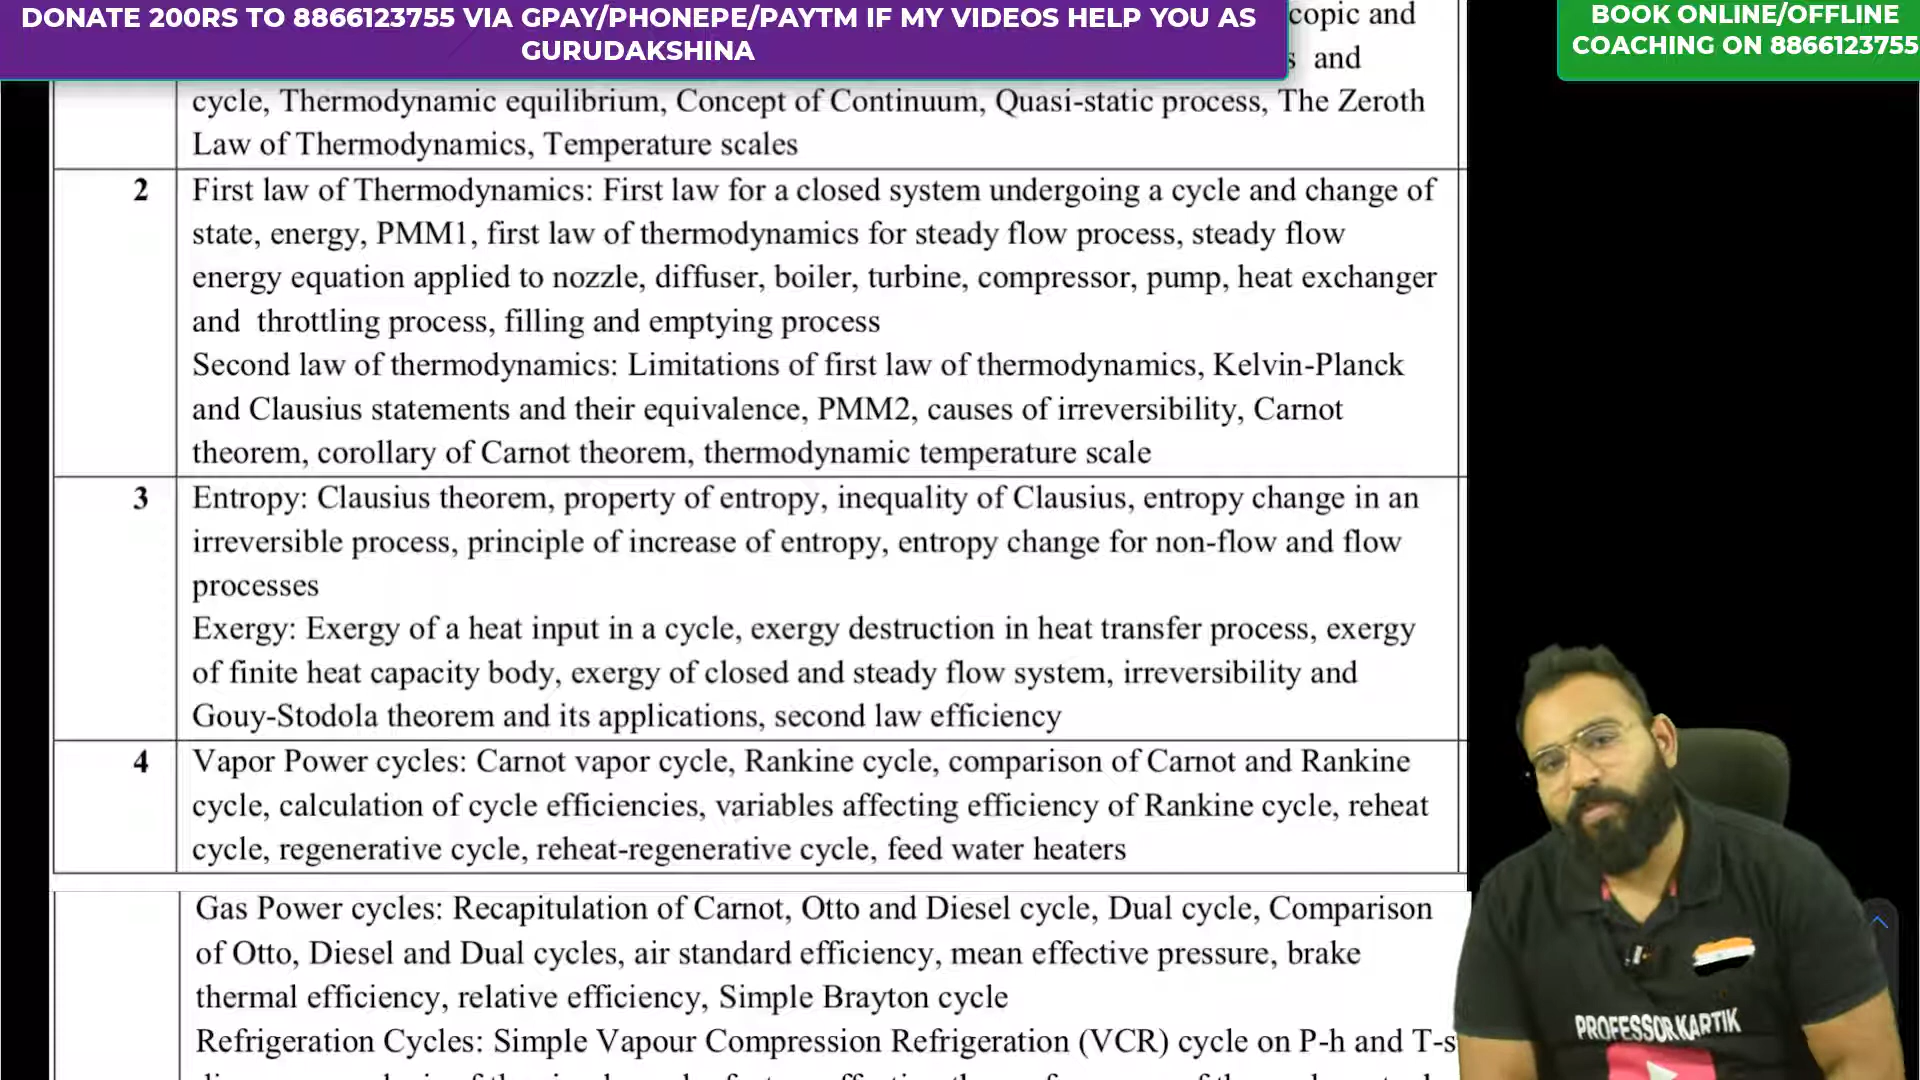 DONATE 200RS TO 8866123755 VIA GPAY/PHONEPE/PAYTM IF MY VIDEOS HELP YOU AS
GURUDAKSHINA
BOOK ONLINE/OFFLINE
COACHING ON 8866123755
and
and
cycle, Thermodynamic equilibrium, Concept of Continuum, Quasi-static process, The Zeroth
Law of Thermodynamics, Temperature scales
2
First law of Thermodynamics: First law for a closed system undergoing a cycle and change of
state, energy, PMM1, first law of thermodynamics for steady flow process, steady flow
energy equation applied to nozzle, diffuser, boiler, turbine, compressor, pump, heat exchanger
and throttling process, filling and emptying process
Second law of thermodynamics: Limitations of first law of thermodynamics, Kelvin-Planck
and Clausius statements and their equivalence, PMM2, causes of irreversibility, Carnot
theorem, corollary of Carnot theorem, thermodynamic temperature scale
3
Entropy: Clausius theorem, property of entropy, inequality of Clausius, entropy change in an
irreversible process, principle of increase of entropy, entropy change for non-flow and flow
processes
Exergy: Exergy of a heat input in a cycle, exergy destruction in heat transfer process, exergy
of finite heat capacity body, exergy of closed and steady flow system, irreversibility and
Gouy-Stodola theorem and its applications, second law efficiency
4
Vapor Power cycles: Carnot vapor cycle, Rankine cycle, comparison of Carnot and Rankine
cycle, calculation of cycle efficiencies, variables affecting efficiency of Rankine cycle, reheat
cycle, regenerative cycle, reheat-regenerative cycle, feed water heaters
Gas Power cycles: Recapitulation of Carnot, Otto and Diesel cycle, Dual cycle, Comparison
of Otto, Diesel and Dual cycles, air standard efficiency, mean effective pressure, brake
thermal efficiency, relative efficiency, Simple Brayton cycle
Refrigeration Cycles: Simple Vapour Compression Refrigeration (VCR) cycle on P-h and T-s
PROFESSOR KARTIK